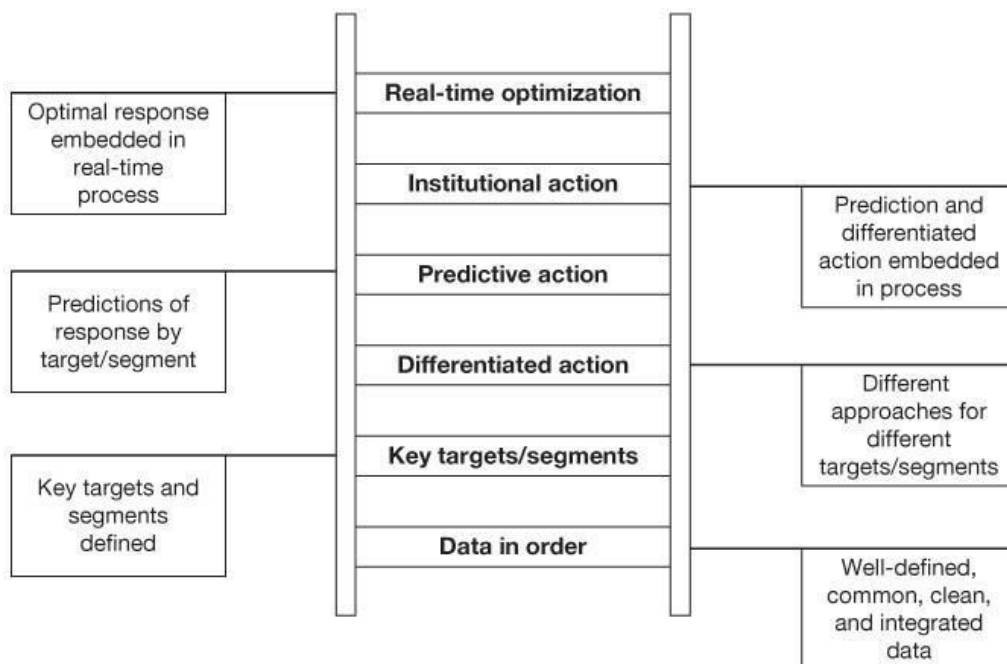 Real-time optimization
Optimal response
embedded in
real-time
process
Institutional action
Prediction and
differentiated
action embedded
in process
Predictive action
Predictions of
response by
target/segment
Differentiated action
Different
approaches for
different
targets/segments
Key targets/segments
Key targets and
segments
defined
Data in order
Well-defined,
common, clean,
and integrated
data